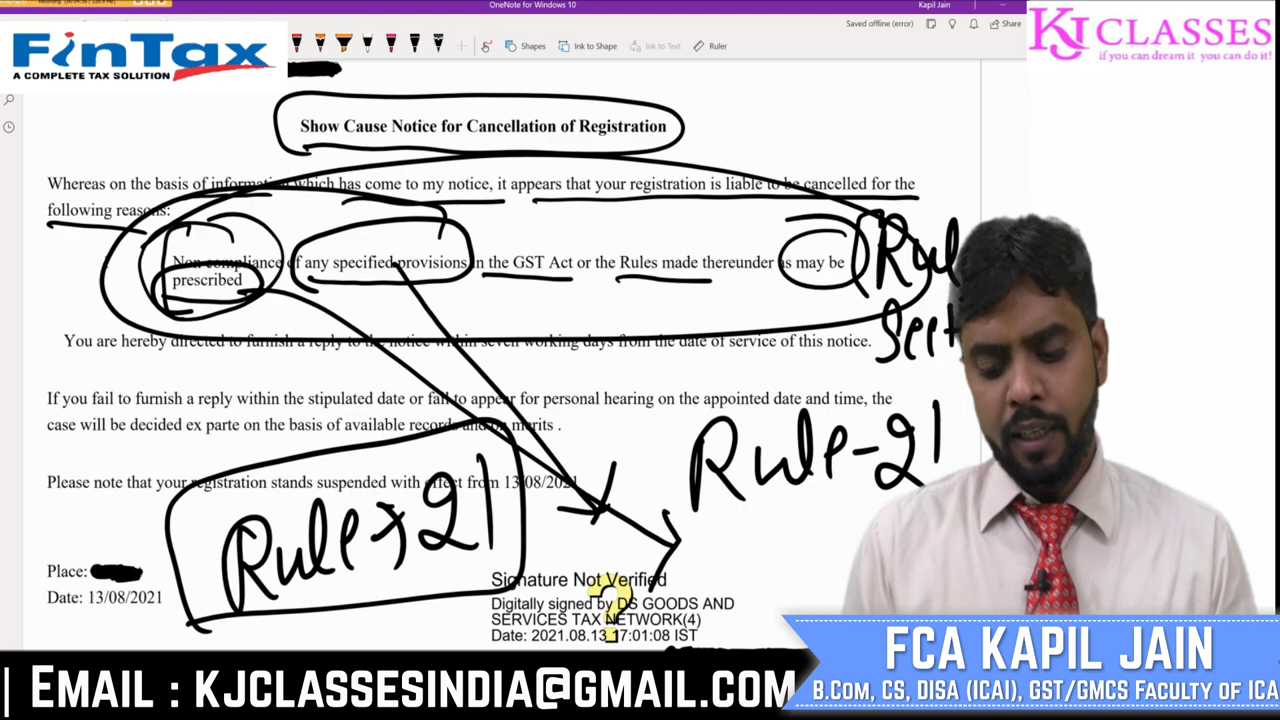 OneNote for Windows 10
Kapil Jain
Saved offline (error)
Share
Shapes
Ink to Shape
Ink to Text
Ruler
FinTax
A COMPLETE TAX SOLUTION
KJ CLASSES
if you can dream it you can do it!
Show Cause Notice for Cancellation of Registration
Whereas on the basis of information which has come to my notice, it appears that your registration is liable to be cancelled for the
following reasons:
Non compliance of any specified provisions in the GST Act or the Rules made thereunder as may be
prescribed
Rul
Sect
You are hereby directed to furnish a reply to the notice within seven working days from the date of service of this notice.
If you fail to furnish a reply within the stipulated date or fail to appear for personal hearing on the appointed date and time, the
case will be decided ex parte on the basis of available records and on merits .
Rule-21
Please note that your registration stands suspended with effect from 13/08/2021
Rule 21
Place:
Date: 13/08/2021
Signature Not Verified
Digitally signed by DS GOODS AND
SERVICES TAX NETWORK(4)
Date: 2021.08.13 17:01:08 IST
?
| EMAIL : KJCLASSESINDIA@GMAIL.COM
FCA KAPIL JAIN
B.COM, CS, DISA (ICAI), GST/GMCS FACULTY OF ICA